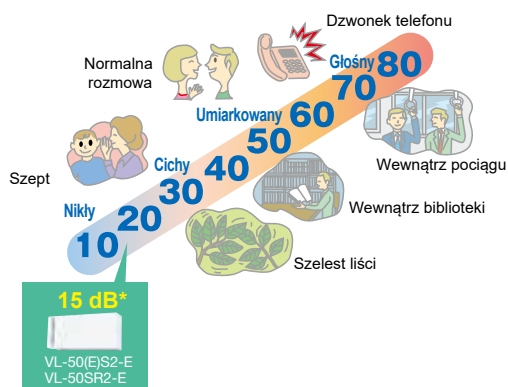 Dzwonek telefonu
Głośny 80
70
Normalna
rozmowa
Umiarkowany 60
50
Wewnątrz pociągu
Cichy 40
30
Szept
Wewnątrz biblioteki
Nikły 20
10
Szelest liści
15 dB*
VL-50(E)S2-E
VL-50SR2-E